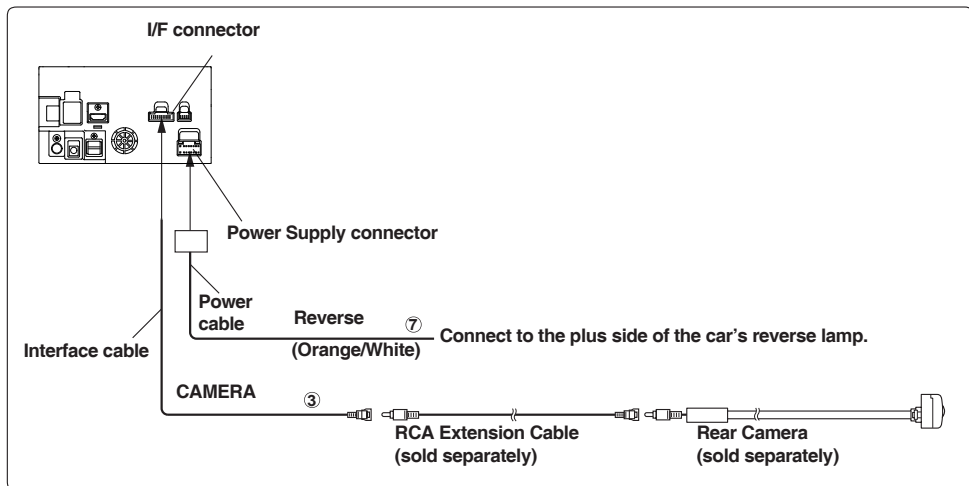 I/F connector
Power Supply connector
Power
cable
Reverse
⑦
(Orange/White)
Connect to the plus side of the car's reverse lamp.
Interface cable
CAMERA
③
RCA Extension Cable
(sold separately)
Rear Camera
(sold separately)